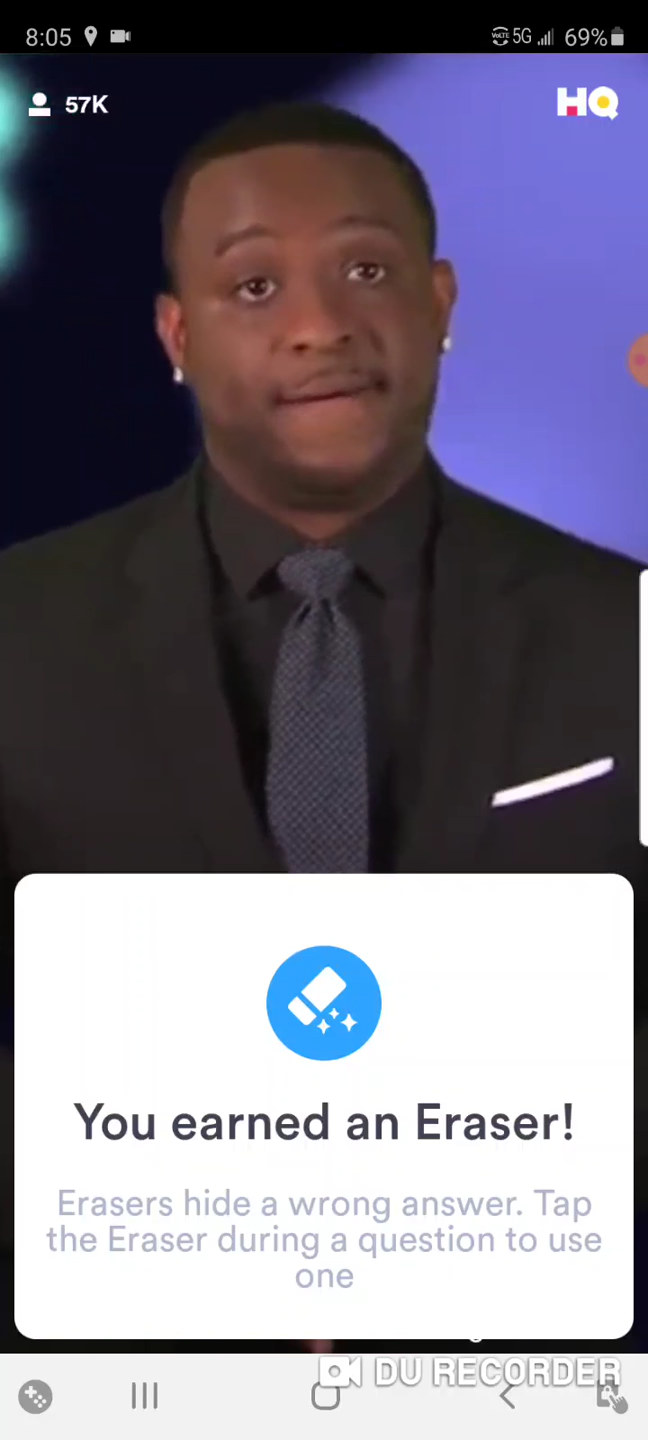 8:05 VoLTE 5G 69%
57K HQ
You earned an Eraser!
Erasers hide a wrong answer. Tap
the Eraser during a question to use
one
DU RECORDER